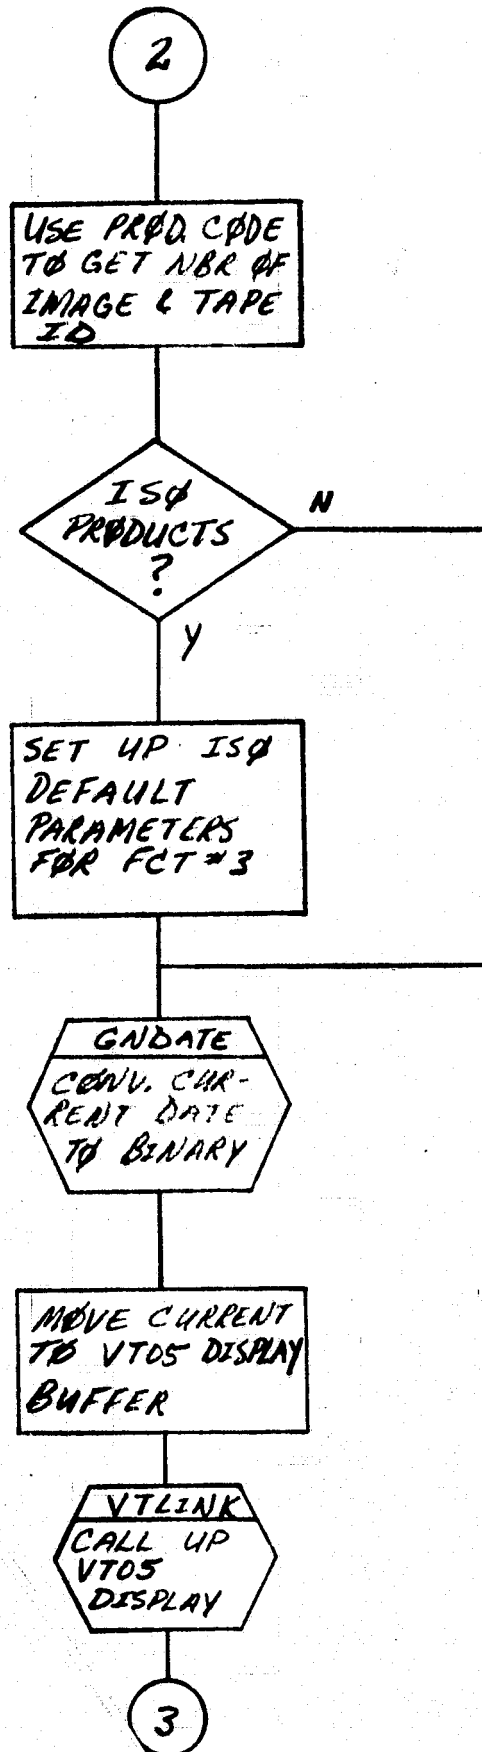 2
USE PRØD. CØDE
TØ GET NBR ØF
IMAGE & TAPE
ID
ISØ
PRØDUCTS
?
N
Y
SET UP ISØ
DEFAULT
PARAMETERS
FØR FCT #3
GNDATE
CØNV. CUR-
RENT DATE
TØ BINARY
MØVE CURRENT
TØ VT05 DISPLAY
BUFFER
VTLINK
CALL UP
VT05
DISPLAY
3